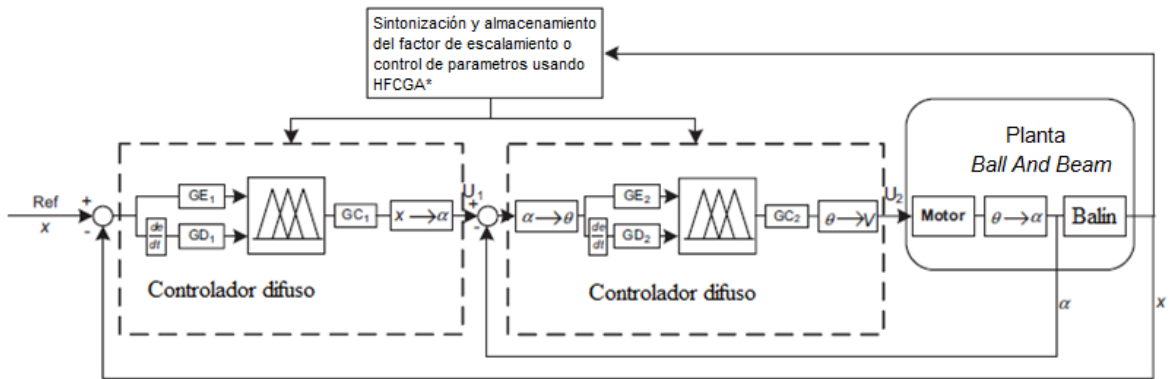 Sintonización y almacenamiento
del factor de escalamiento o
control de parametros usando
HFCGA*
Planta
Ball And Beam
Ref
x
+
-
de
dt
GE1
GD1
GC1
x → α
U1
+
-
α → θ
de
dt
GE2
GD2
GC2
θ → V
U2
Motor
θ → α
Balin
Controlador difuso
Controlador difuso
α
x